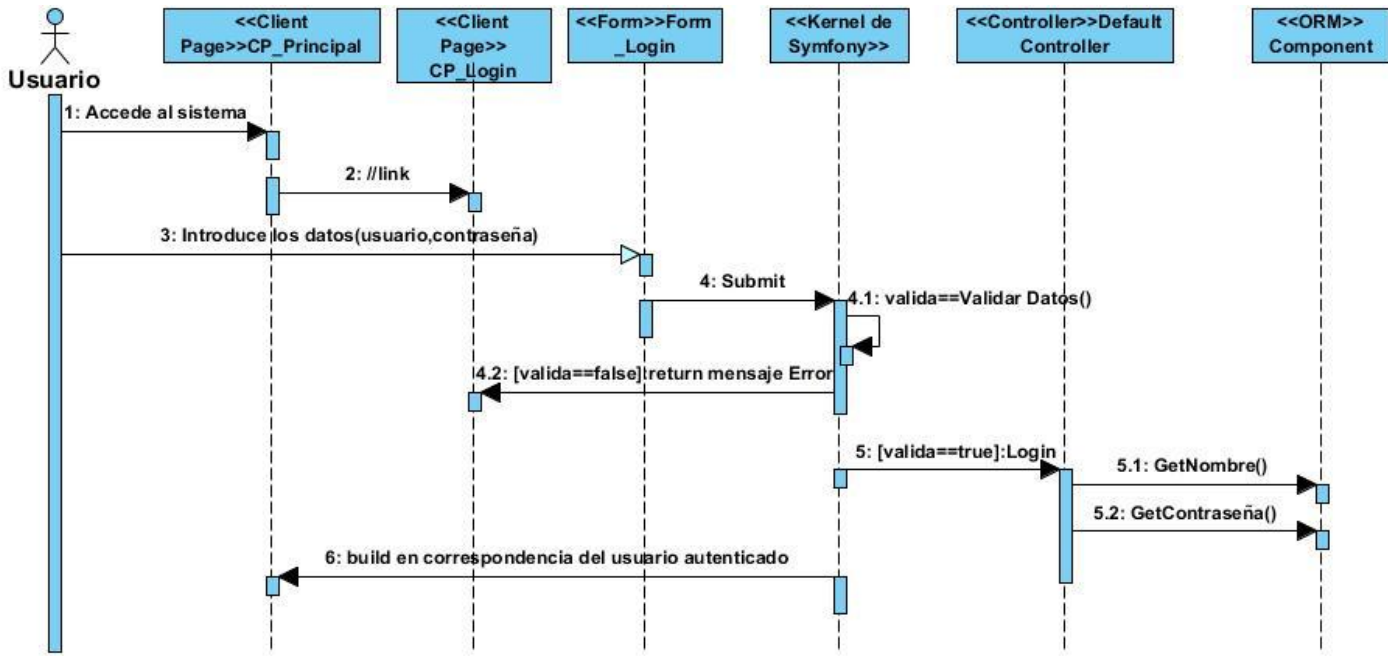 Usuario
<<Client
Page>>CP_Principal
<<Client
Page>>
CP_Login
<<Form>>Form
_Login
<<Kernel de
Symfony>>
<<Controller>>Default
Controller
<<ORM>>
Component
1: Accede al sistema
2: //link
3: Introduce los datos(usuario,contraseña)
4: Submit
4.1: valida==Validar Datos()
4.2: [valida==false]:return mensaje Error
5: [valida==true]:Login
5.1: GetNombre()
5.2: GetContraseña()
6: build en correspondencia del usuario autenticado